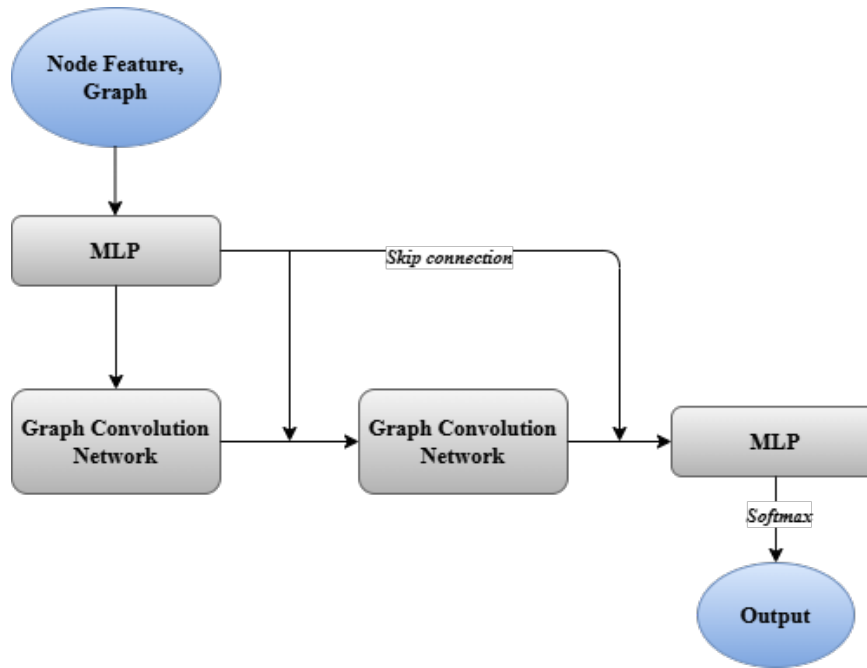 Node Feature,
Graph
MLP
Skip connection
Graph Convolution
Network
Graph Convolution
Network
MLP
Softmax
Output